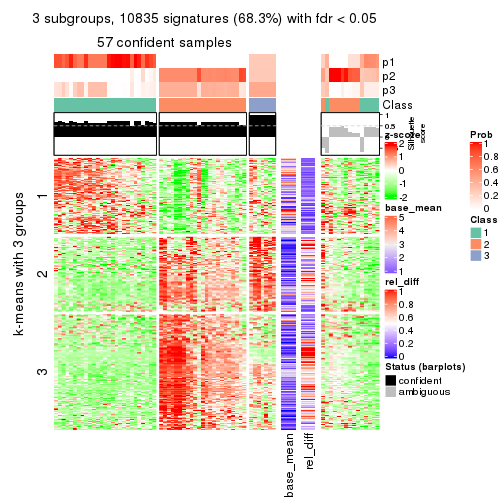 3 subgroups, 10835 signatures (68.3%) with fdr < 0.05
57 confident samples
p1
p2
p3
Class
1
0.5
0
Silhouette
score
k-means with 3 groups
1
2
3
base_mean
rel_diff
z-score
2
1
0
-1
-2
base_mean
5
4
3
2
1
rel_diff
1
0.8
0.6
0.4
0.2
0
Status (barplots)
confident
ambiguous
Prob
1
0.8
0.6
0.4
0.2
0
Class
1
2
3